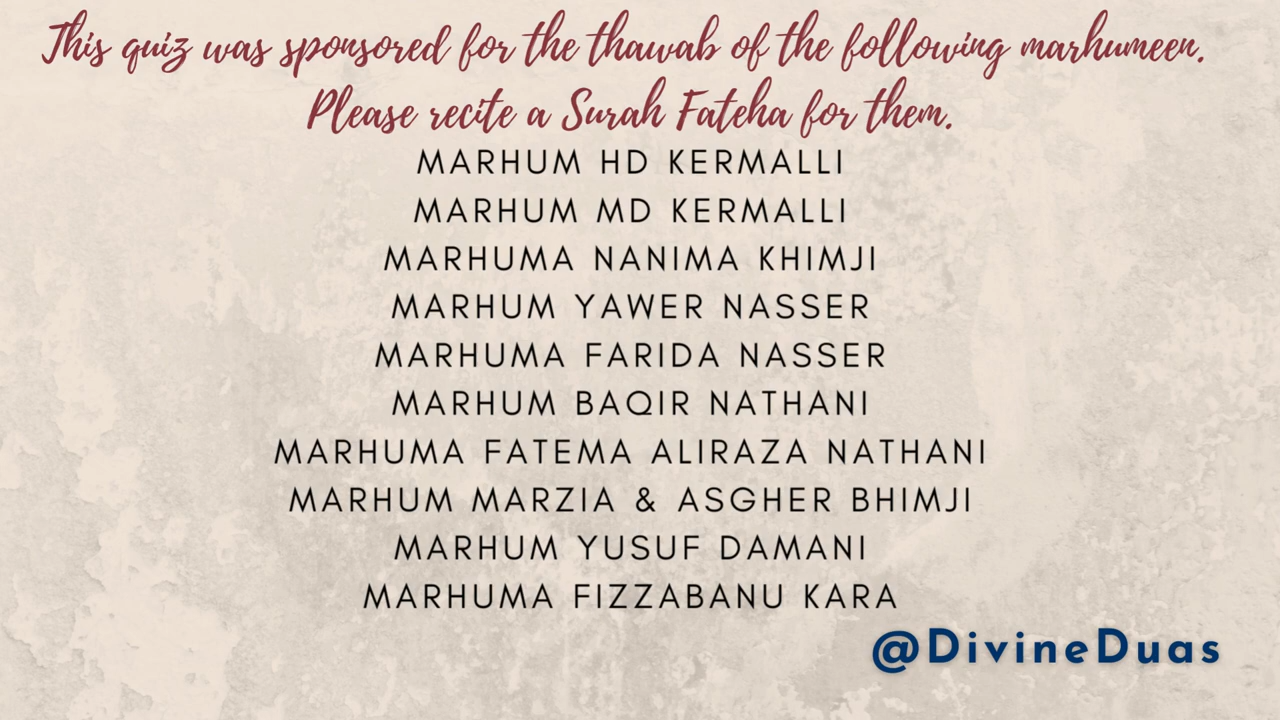 This quiz was sponsored for the thawab of the following marhumeen.
Please recite a Surah Fateha for them.
MARHUM HD KERMALLI
MARHUM MD KERMALLI
MARHUMA NANIMA KHIMJI
MARHUM YAWER NASSER
MARHUMA FARIDA NASSER
MARHUM BAQIR NATHANI
MARHUMA FATEMA ALIRAZA NATHANI
MARHUM MARZIA & ASGHER BHIMJI
MARHUM YUSUF DAMANI
MARHUMA FIZZABANU KARA
@DivineDuas